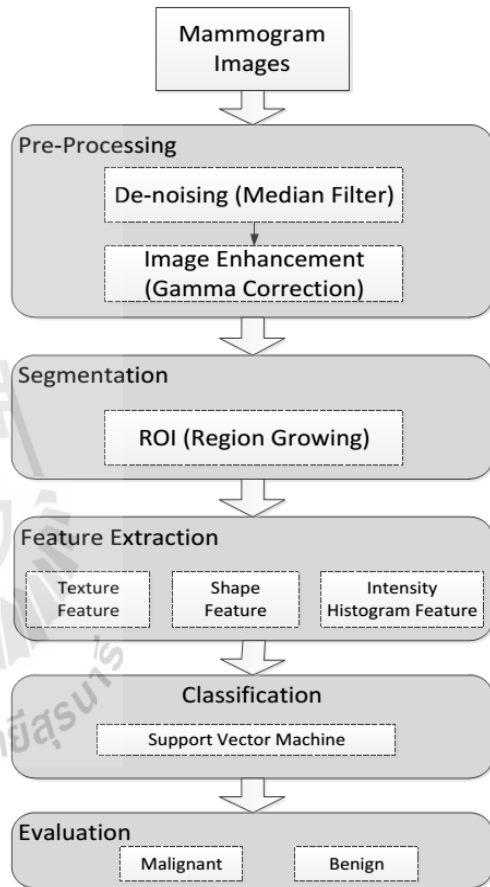 Mammogram
Images
Pre-Processing
De-noising (Median Filter)
Image Enhancement
(Gamma Correction)
Segmentation
ROI (Region Growing)
Feature Extraction
Texture
Feature
Shape
Feature
Intensity
Histogram Feature
Classification
Support Vector Machine
Evaluation
Malignant
Benign